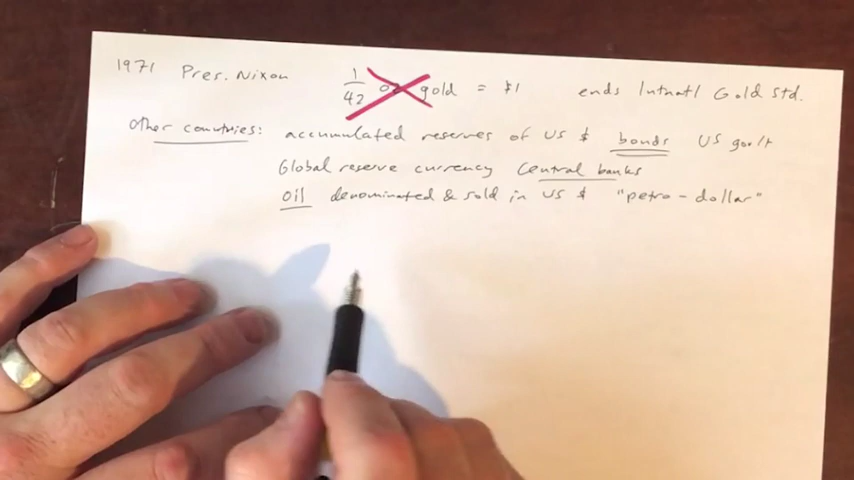 1971 Pres. Nixon 1/42 oz gold = $1 ends Intnat'l Gold Std.
Other countries: accumulated reserves of US $ bonds US gov't
Global reserve currency Central banks
Oil denominated & sold in US $ "petro-dollar"